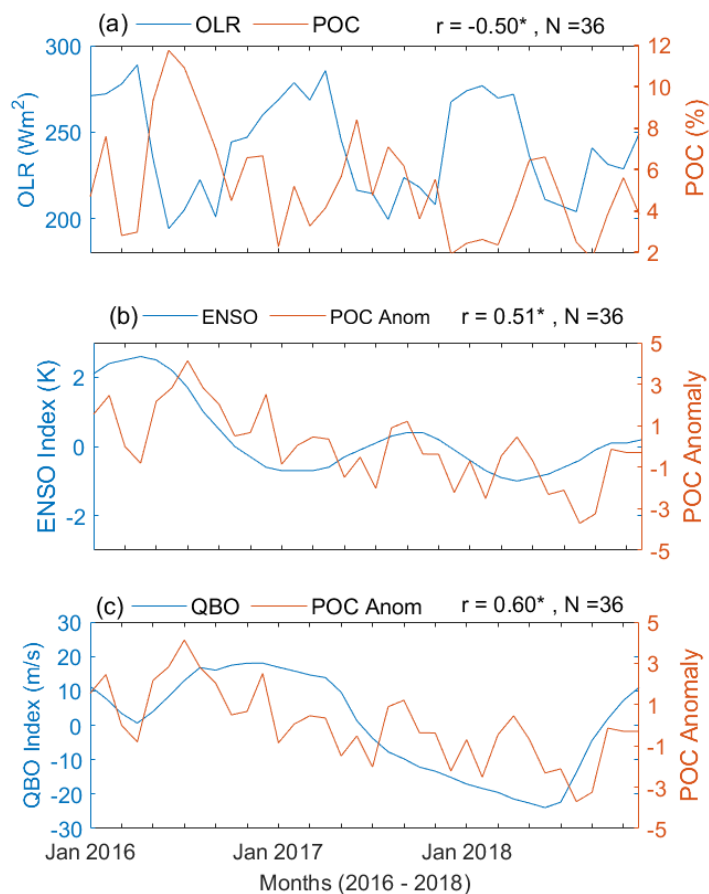 (a) OLR POC r = -0.50* , N =36
300
250
200
OLR (Wm²)
12
10
8
6
4
2
POC (%)
(b) ENSO POC Anom r = 0.51* , N =36
2
0
-2
ENSO Index (K)
5
3
1
-1
-3
-5
POC Anomaly
(c) QBO POC Anom r = 0.60* , N =36
30
20
10
0
-10
-20
-30
QBO Index (m/s)
5
3
1
-1
-3
-5
POC Anomaly
Jan 2016 Jan 2017 Jan 2018
Months (2016 - 2018)